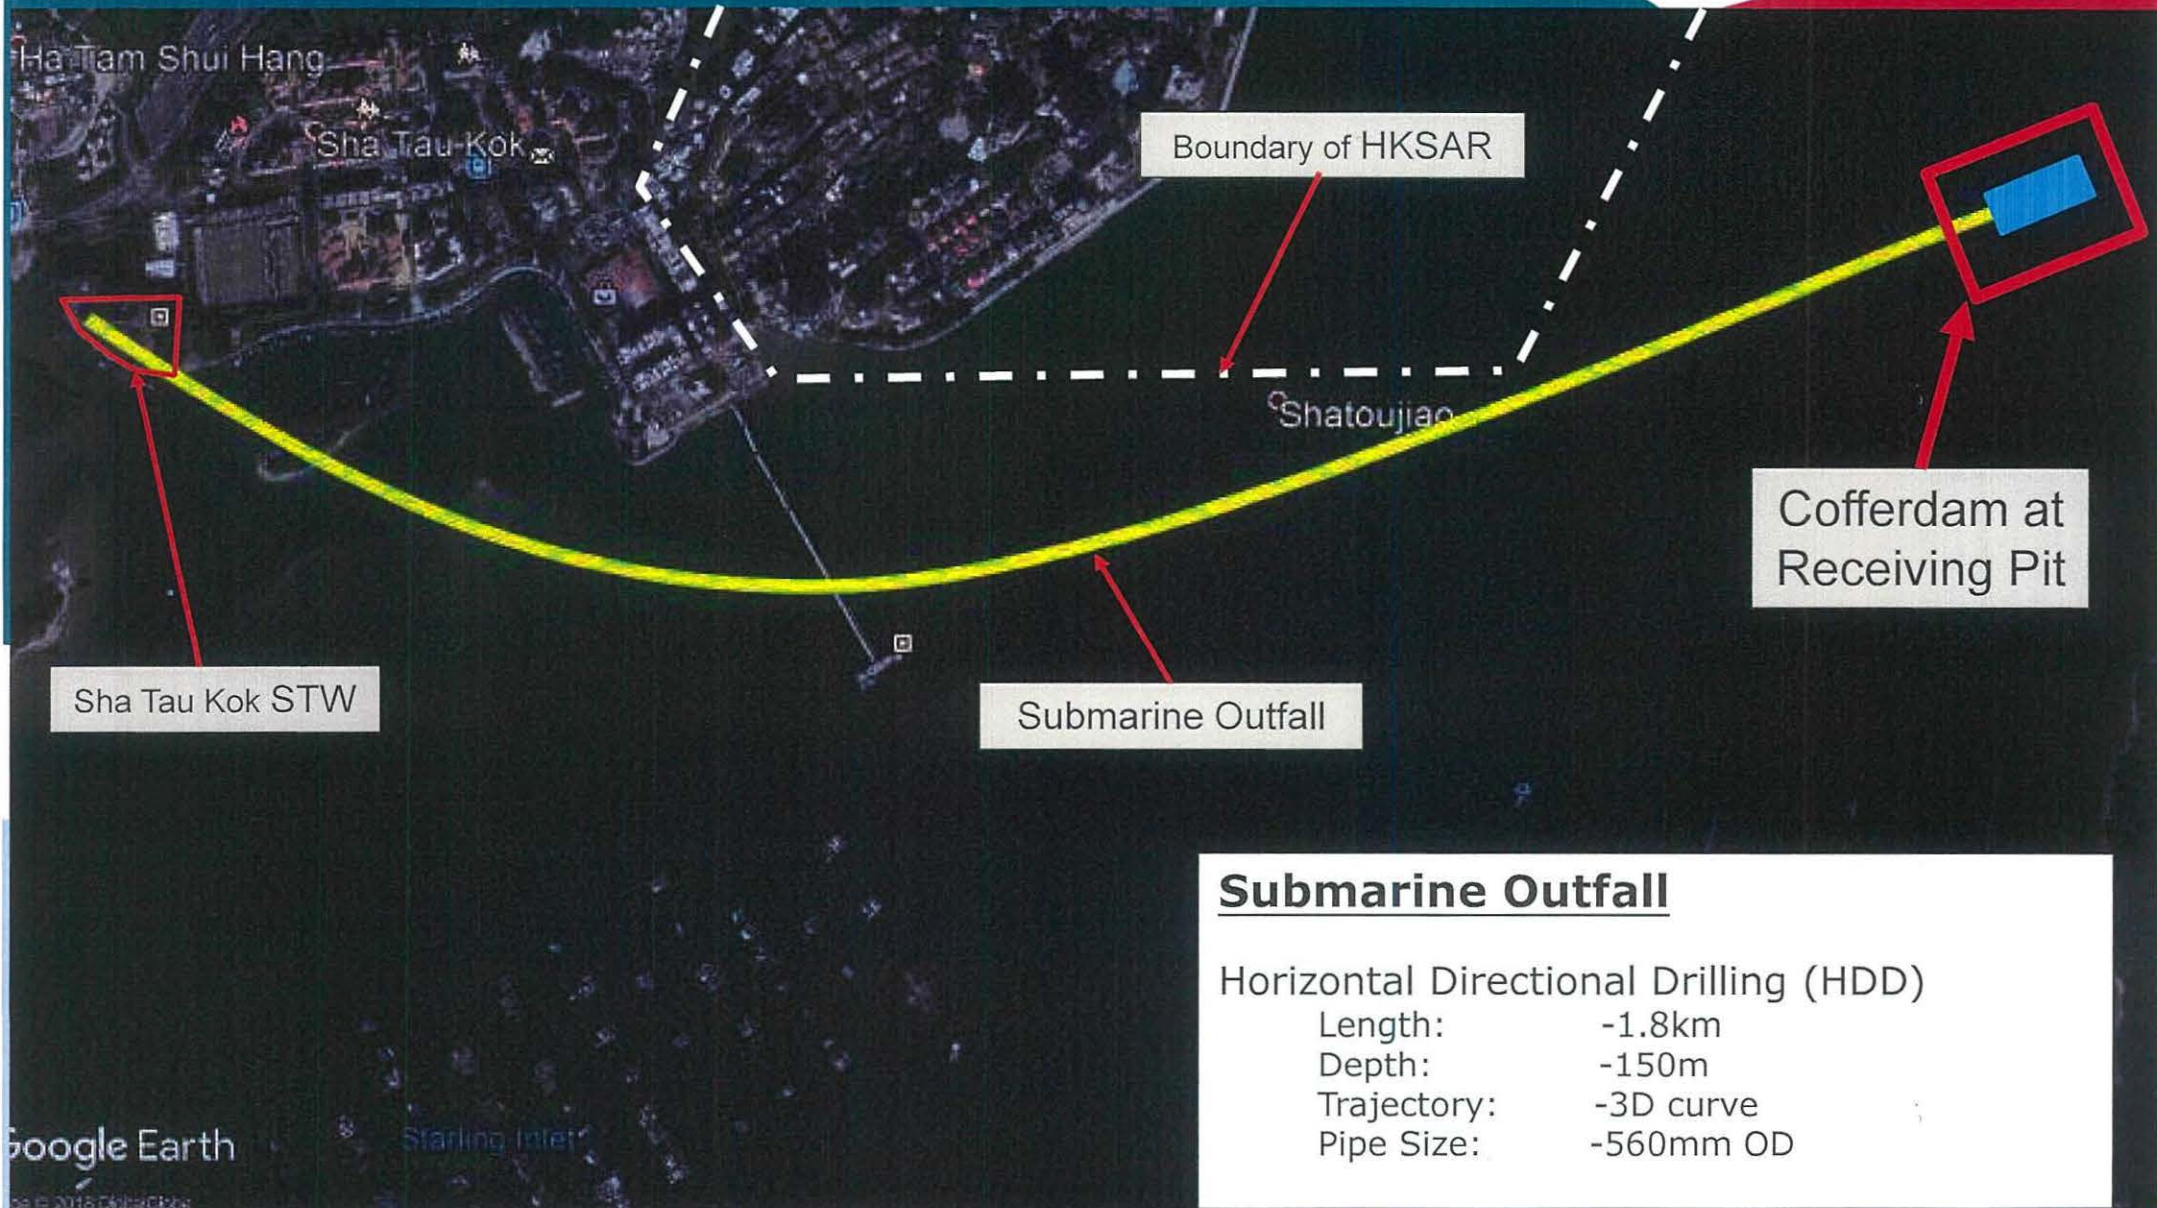 Ha Tam Shui Hang
Sha Tau Kok
Boundary of HKSAR
Shatoujiao
Cofferdam at
Receiving Pit
Sha Tau Kok STW
Submarine Outfall
Submarine Outfall
Horizontal Directional Drilling (HDD)
Length: -1.8km
Depth: -150m
Trajectory: -3D curve
Pipe Size: -560mm OD
Google Earth
Starling Inlet